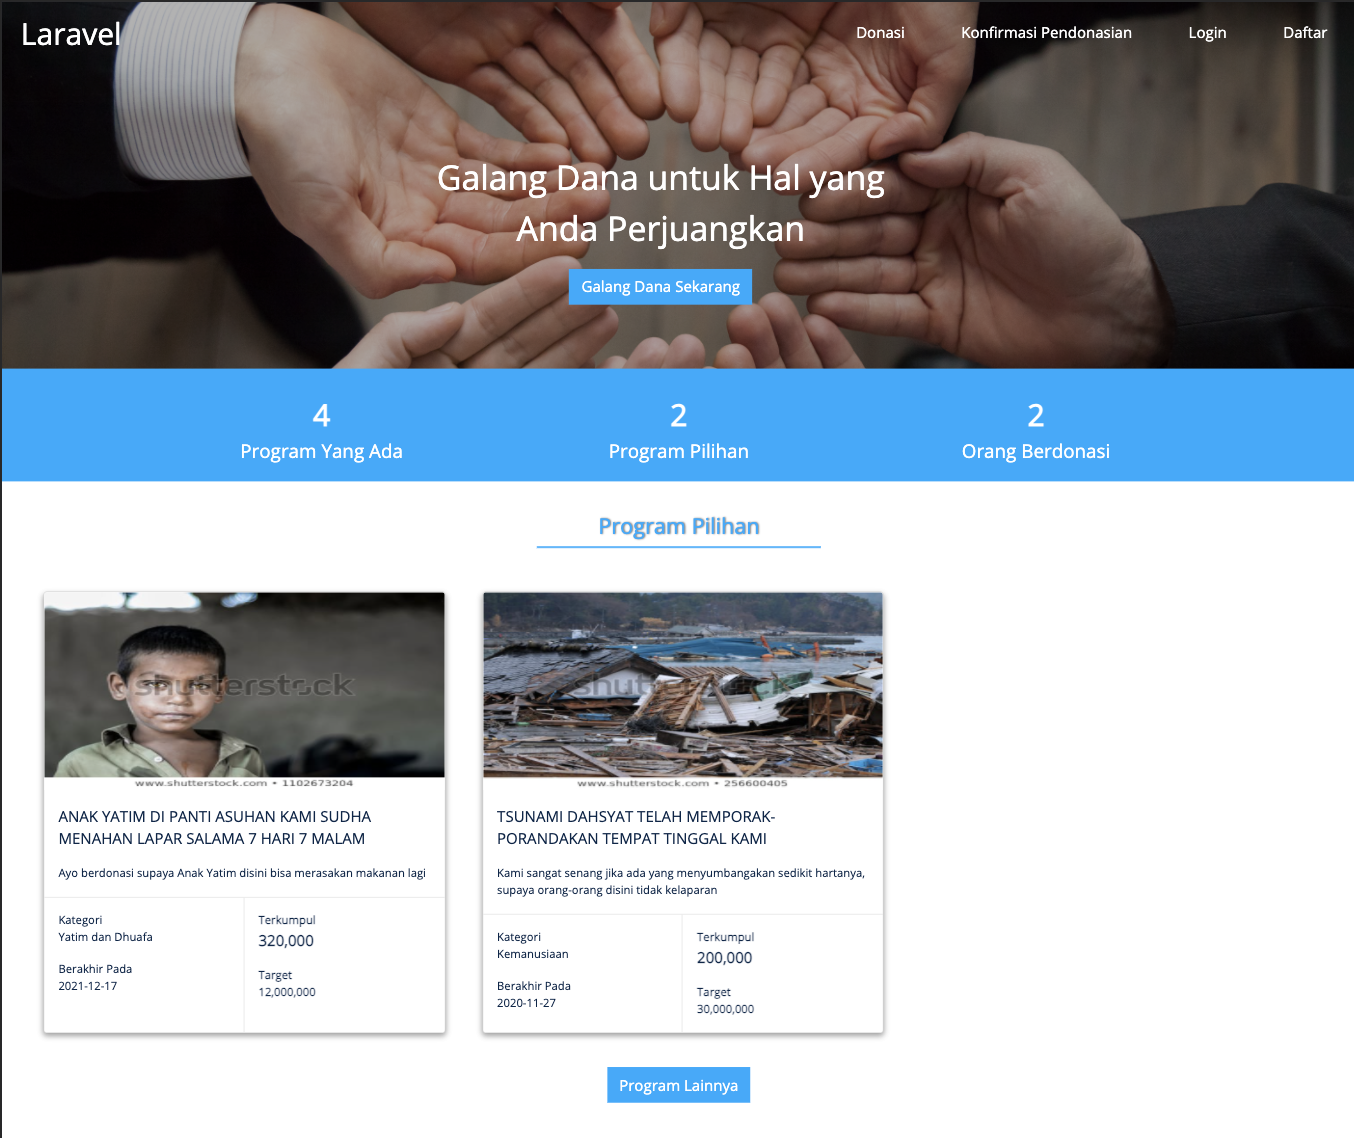 Laravel
Donasi
Konfirmasi Pendonasian
Login
Daftar
Galang Dana untuk Hal yang
Anda Perjuangkan
Galang Dana Sekarang
4
Program Yang Ada
2
Program Pilihan
2
Orang Berdonasi
Program Pilihan
shutterstock
www.shutterstock.com • 1102673204
ANAK YATIM DI PANTI ASUHAN KAMI SUDHA
MENAHAN LAPAR SALAMA 7 HARI 7 MALAM
Ayo berdonasi supaya Anak Yatim disini bisa merasakan makanan lagi
Kategori
Yatim dan Dhuafa
Berakhir Pada
2021-12-17
Terkumpul
320,000
Target
12,000,000
shutterstock
www.shutterstock.com • 256600405
TSUNAMI DAHSYAT TELAH MEMPORAK-
PORANDAKAN TEMPAT TINGGAL KAMI
Kami sangat senang jika ada yang menyumbangakan sedikit hartanya,
supaya orang-orang disini tidak kelaparan
Kategori
Kemanusiaan
Berakhir Pada
2020-11-27
Terkumpul
200,000
Target
30,000,000
Program Lainnya